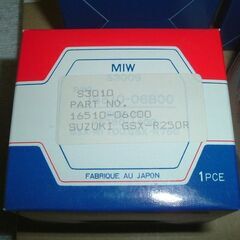 MIW
S3010
PART NO.
16510-06C00
SUZUKI GSX-R250R
FABRIQUE AU JAPON
1PCE